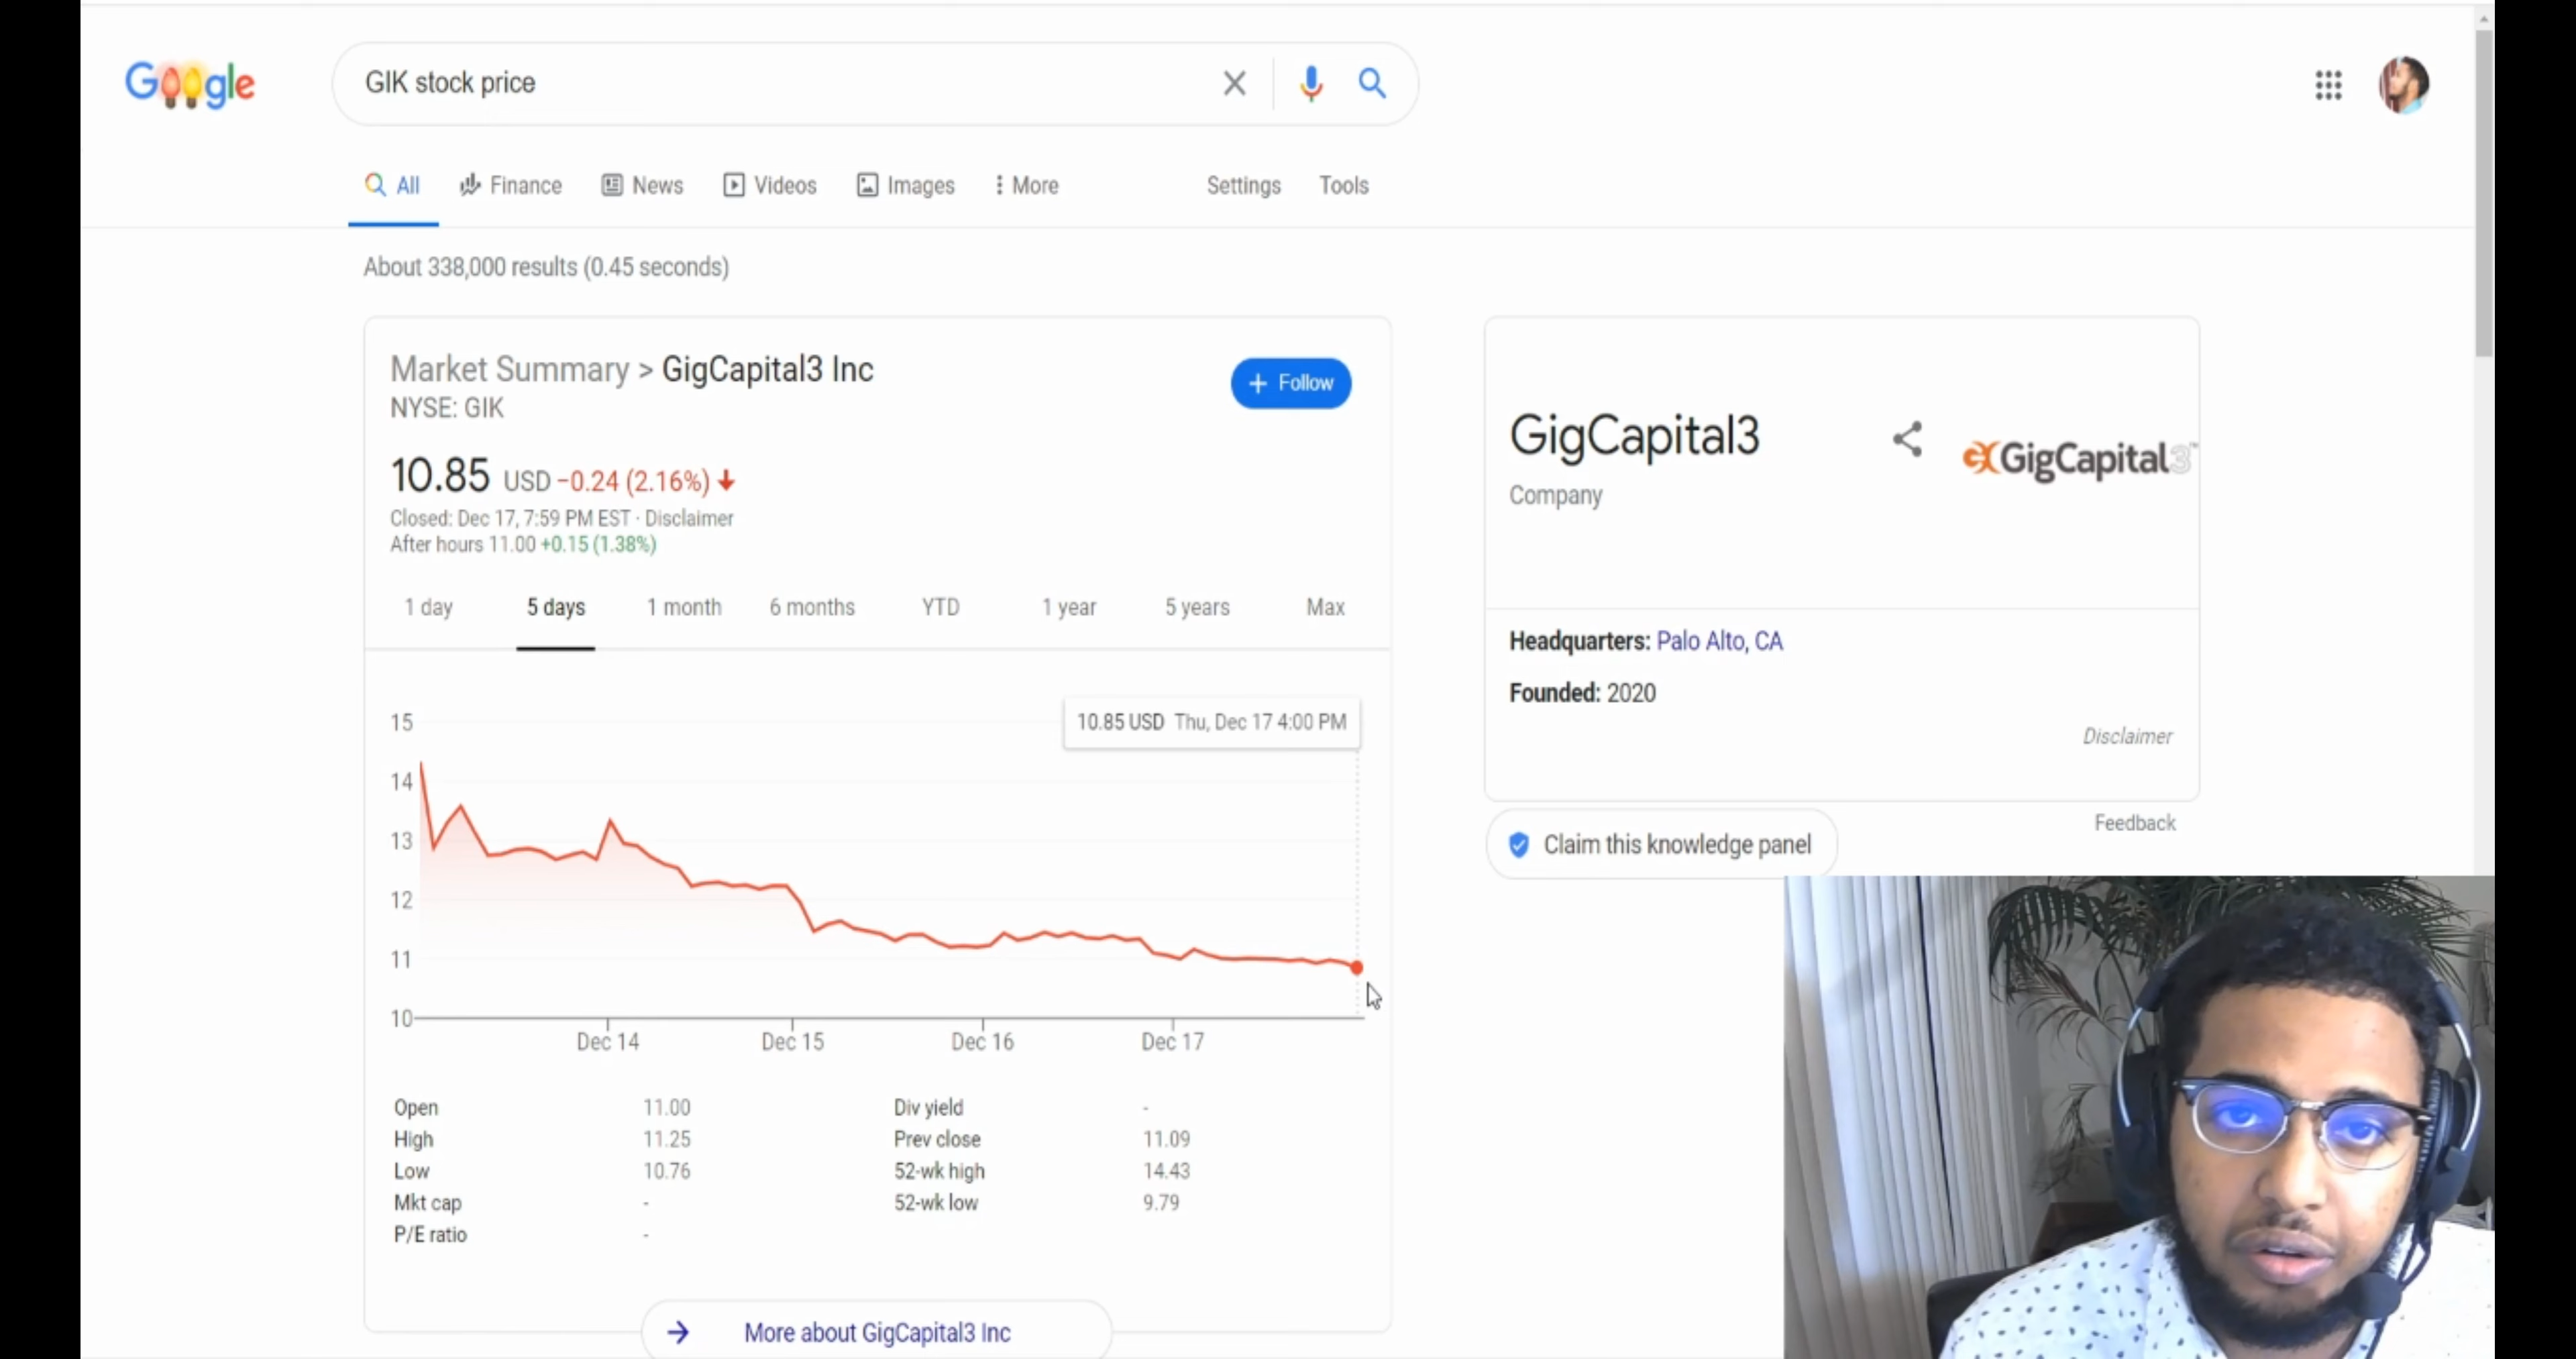 Google
GIK stock price
All
Finance
News
Videos
Images
More
Settings
Tools
About 338,000 results (0.45 seconds)
Market Summary > GigCapital3 Inc
NYSE: GIK
+ Follow
10.85 USD −0.24 (2.16%)
Closed: Dec 17, 7:59 PM EST · Disclaimer
After hours 11.00 +0.15 (1.38%)
1 day
5 days
1 month
6 months
YTD
1 year
5 years
Max
10.85 USD Thu, Dec 17 4:00 PM
15
14
13
12
11
10
Dec 14
Dec 15
Dec 16
Dec 17
Open 11.00
High 11.25
Low 10.76
Mkt cap -
P/E ratio -
Div yield -
Prev close 11.09
52-wk high 14.43
52-wk low 9.79
More about GigCapital3 Inc
GigCapital3
Company
GigCapital3™
Headquarters: Palo Alto, CA
Founded: 2020
Disclaimer
Feedback
Claim this knowledge panel